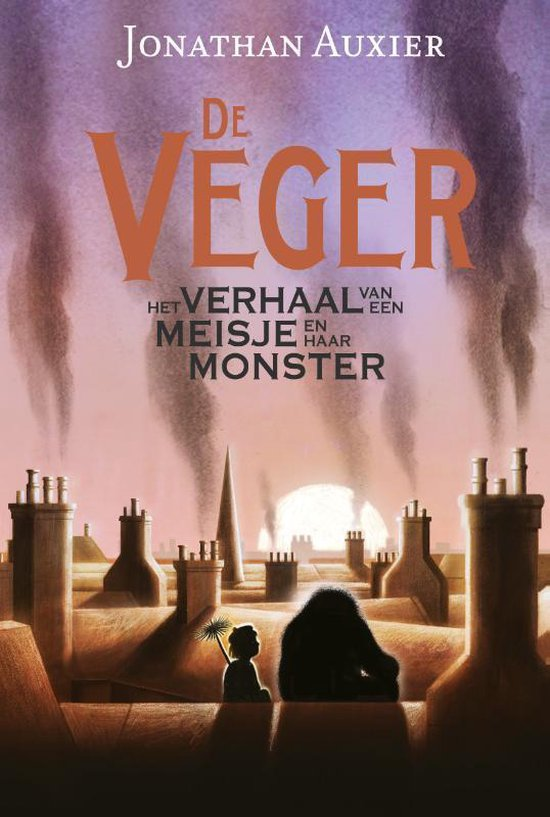 JONATHAN AUXIER
DE
VEGER
HET VERHAAL VAN EEN
MEISJE EN HAAR
MONSTER